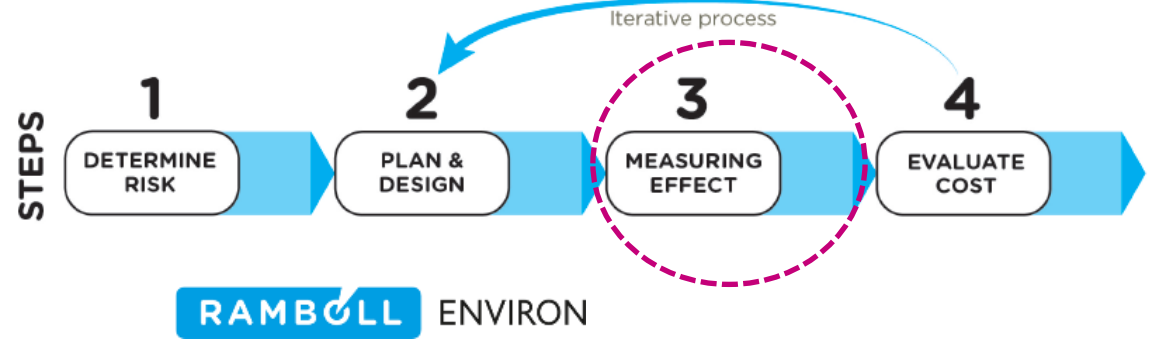 Iterative process
1
2
3
4
STEPS
DETERMINE
RISK
PLAN &
DESIGN
MEASURING
EFFECT
EVALUATE
COST
RAMBOLL ENVIRON